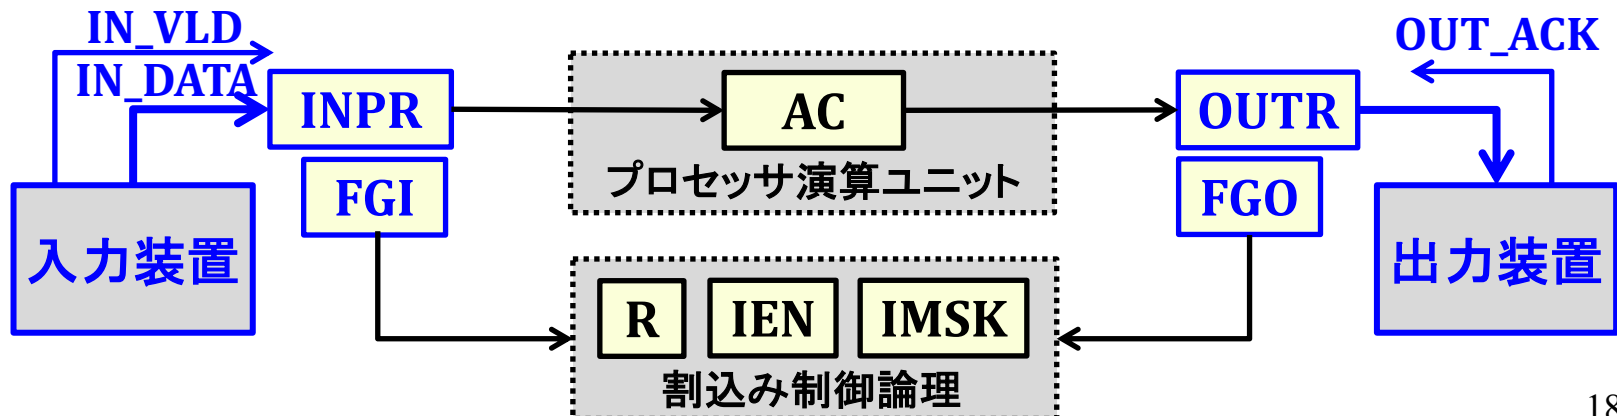 IN_VLD
IN_DATA
INPR
FGI
入力装置
AC
プロセッサ演算ユニット
R
IEN
IMSK
割込み制御論理
OUT_ACK
OUTR
FGO
出力装置
18